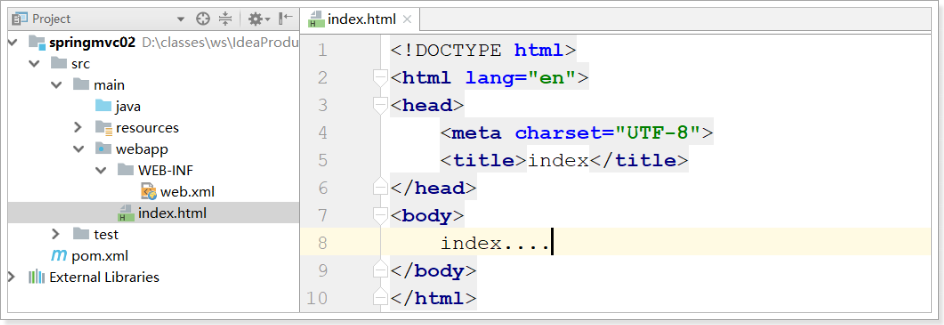 Project
springmvc02 D:\classes\ws\IdeaProdu
src
main
java
resources
webapp
WEB-INF
web.xml
index.html
test
pom.xml
External Libraries
index.html
1 <!DOCTYPE html>
2 <html lang="en">
3 <head>
4 <meta charset="UTF-8">
5 <title>index</title>
6 </head>
7 <body>
8 index....
9 </body>
10 </html>